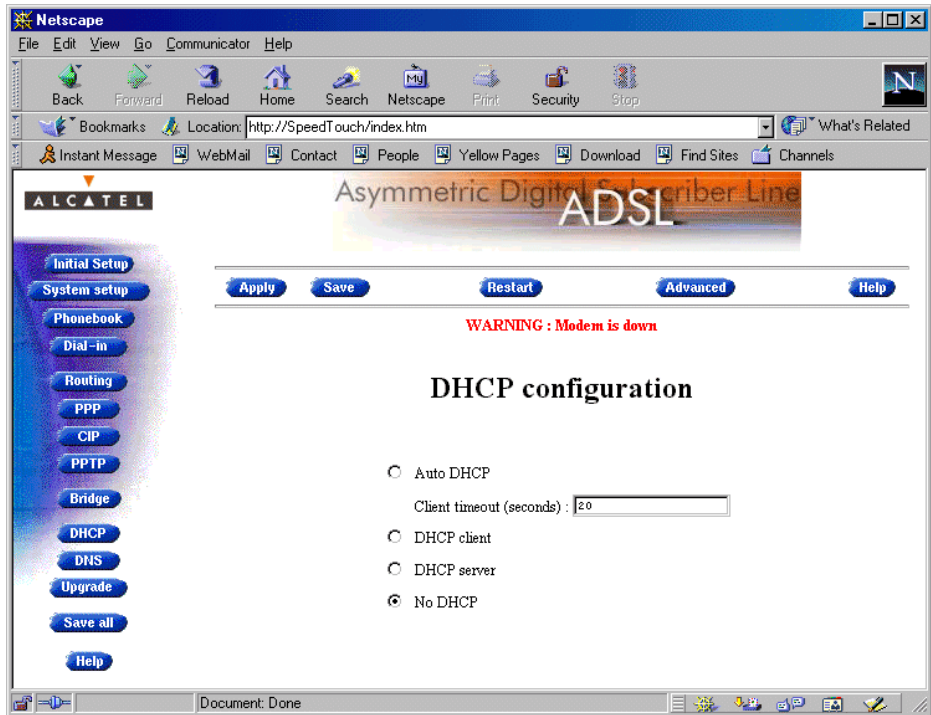 Netscape
File Edit View Go Communicator Help
Back Forward Reload Home Search Netscape Print Security Stop
My
N
Bookmarks Location: http://SpeedTouch/index.htm What's Related
Instant Message WebMail Contact People Yellow Pages Download Find Sites Channels
ALCATEL
Asymmetric Digital Subscriber Line
ADSL
Initial Setup
System setup
Phonebook
Dial-in
Routing
PPP
CIP
PPTP
Bridge
DHCP
DNS
Upgrade
Save all
Help
Apply Save Restart Advanced Help
WARNING : Modem is down
DHCP configuration
Auto DHCP
Client timeout (seconds) : 20
DHCP client
DHCP server
No DHCP
Document: Done